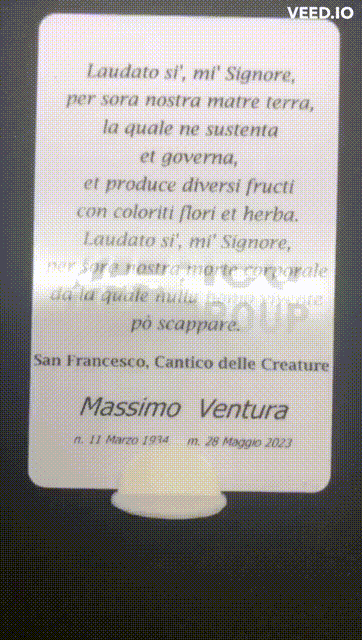 VEED.IO
Laudato si', mi' Signore,
per sora nostra matre terra,
la quale ne sustenta
et governa,
et produce diversi fructi
con coloriti flori et herba.
Laudato si', mi' Signore,
per sora nostra morte corporale
da la quale nullu homo vivente
pò scappare.
San Francesco, Cantico delle Creature
Massimo Ventura
n. 11 Marzo 1934 m. 28 Maggio 2023